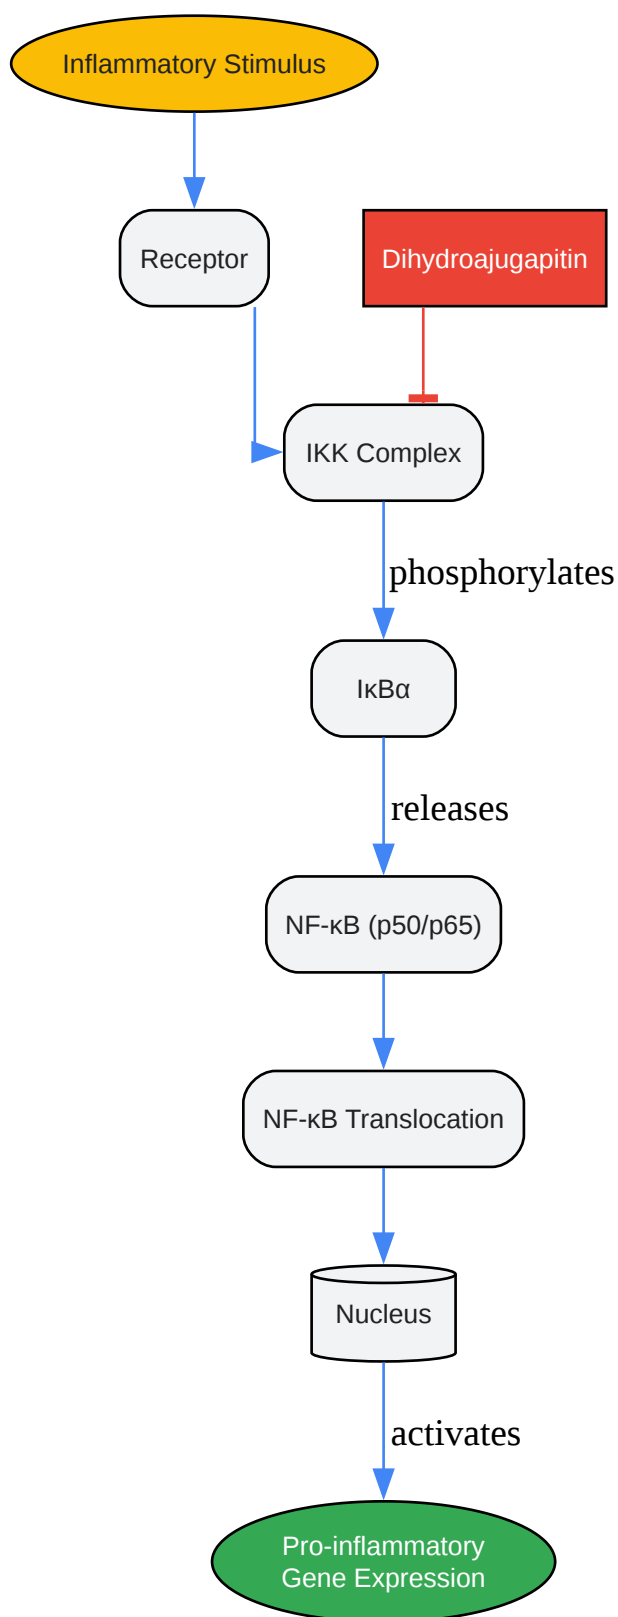 Inflammatory Stimulus
Receptor
Dihydroajugapitin
IKK Complex
phosphorylates
IκBα
releases
NF-κB (p50/p65)
NF-κB Translocation
Nucleus
activates
Pro-inflammatory
Gene Expression